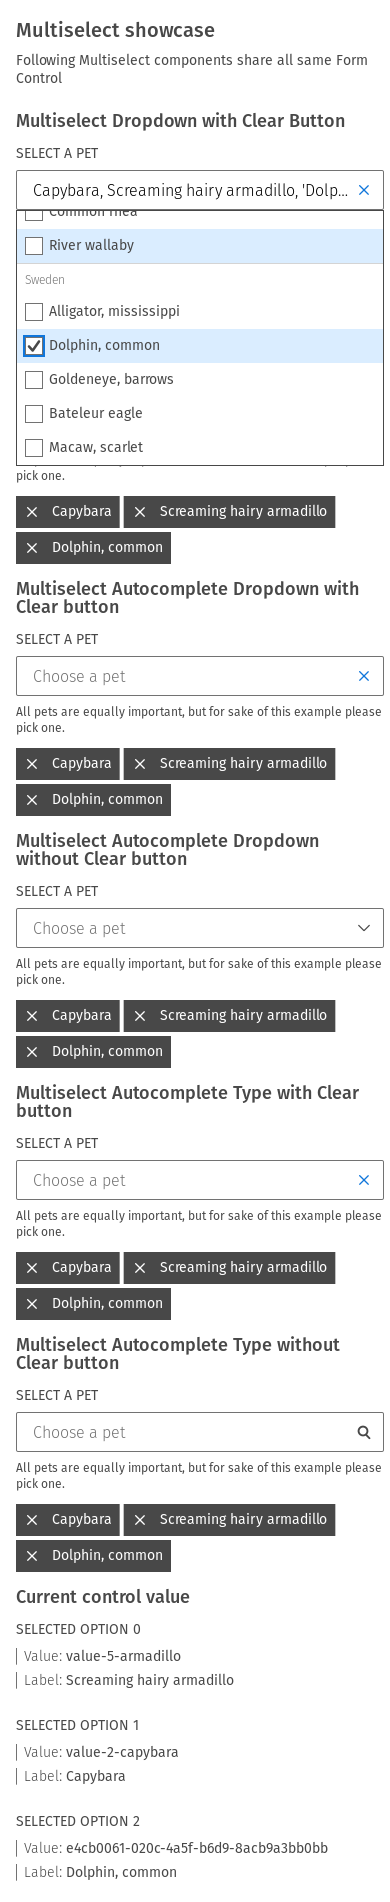 Multiselect showcase
Following Multiselect components share all same Form
Control
Multiselect Dropdown with Clear Button
SELECT A PET
Capybara, Screaming hairy armadillo, 'Dolp...
Common rhea
River wallaby
Sweden
Alligator, mississippi
Dolphin, common
Goldeneye, barrows
Bateleur eagle
Macaw, scarlet
pick one.
Capybara Screaming hairy armadillo
Dolphin, common
Multiselect Autocomplete Dropdown with
Clear button
SELECT A PET
Choose a pet
All pets are equally important, but for sake of this example please
pick one.
Capybara Screaming hairy armadillo
Dolphin, common
Multiselect Autocomplete Dropdown
without Clear button
SELECT A PET
Choose a pet
All pets are equally important, but for sake of this example please
pick one.
Capybara Screaming hairy armadillo
Dolphin, common
Multiselect Autocomplete Type with Clear
button
SELECT A PET
Choose a pet
All pets are equally important, but for sake of this example please
pick one.
Capybara Screaming hairy armadillo
Dolphin, common
Multiselect Autocomplete Type without
Clear button
SELECT A PET
Choose a pet
All pets are equally important, but for sake of this example please
pick one.
Capybara Screaming hairy armadillo
Dolphin, common
Current control value
SELECTED OPTION 0
Value: value-5-armadillo
Label: Screaming hairy armadillo
SELECTED OPTION 1
Value: value-2-capybara
Label: Capybara
SELECTED OPTION 2
Value: e4cb0061-020c-4a5f-b6d9-8acb9a3bb0bb
Label: Dolphin, common